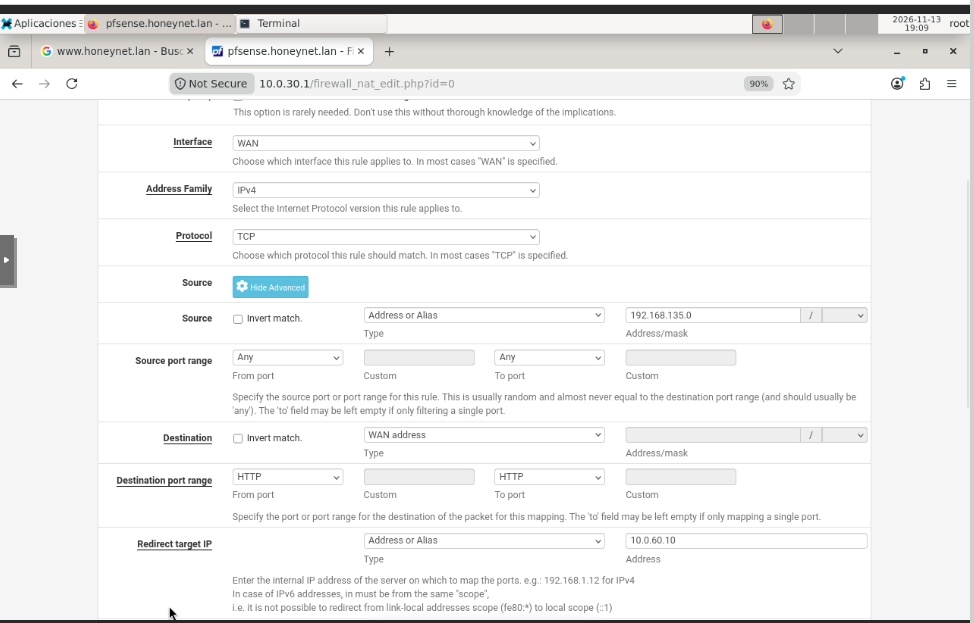 Aplicaciones
pfsense.honeynet.lan - ...
Terminal
2026-11-13
19:09
root
www.honeynet.lan - Busc
pfsense.honeynet.lan - Fi
Not Secure
10.0.30.1/firewall_nat_edit.php?id=0
90%
This option is rarely needed. Don't use this without thorough knowledge of the implications.
Interface
WAN
Choose which interface this rule applies to. In most cases "WAN" is specified.
Address Family
IPv4
Select the Internet Protocol version this rule applies to.
Protocol
TCP
Choose which protocol this rule should match. In most cases "TCP" is specified.
Source
Hide Advanced
Source
Invert match.
Address or Alias
192.168.135.0
/
Type
Address/mask
Source port range
Any
Any
From port
Custom
To port
Custom
Specify the source port or port range for this rule. This is usually random and almost never equal to the destination port range (and should usually be
'any'). The 'to' field may be left empty if only filtering a single port.
Destination
Invert match.
WAN address
/
Type
Address/mask
Destination port range
HTTP
HTTP
From port
Custom
To port
Custom
Specify the port or port range for the destination of the packet for this mapping. The 'to' field may be left empty if only mapping a single port.
Redirect target IP
Address or Alias
10.0.60.10
Type
Address
Enter the internal IP address of the server on which to map the ports. e.g.: 192.168.1.12 for IPv4
In case of IPv6 addresses, in must be from the same "scope",
i.e. it is not possible to redirect from link-local addresses scope (fe80:*) to local scope (::1)